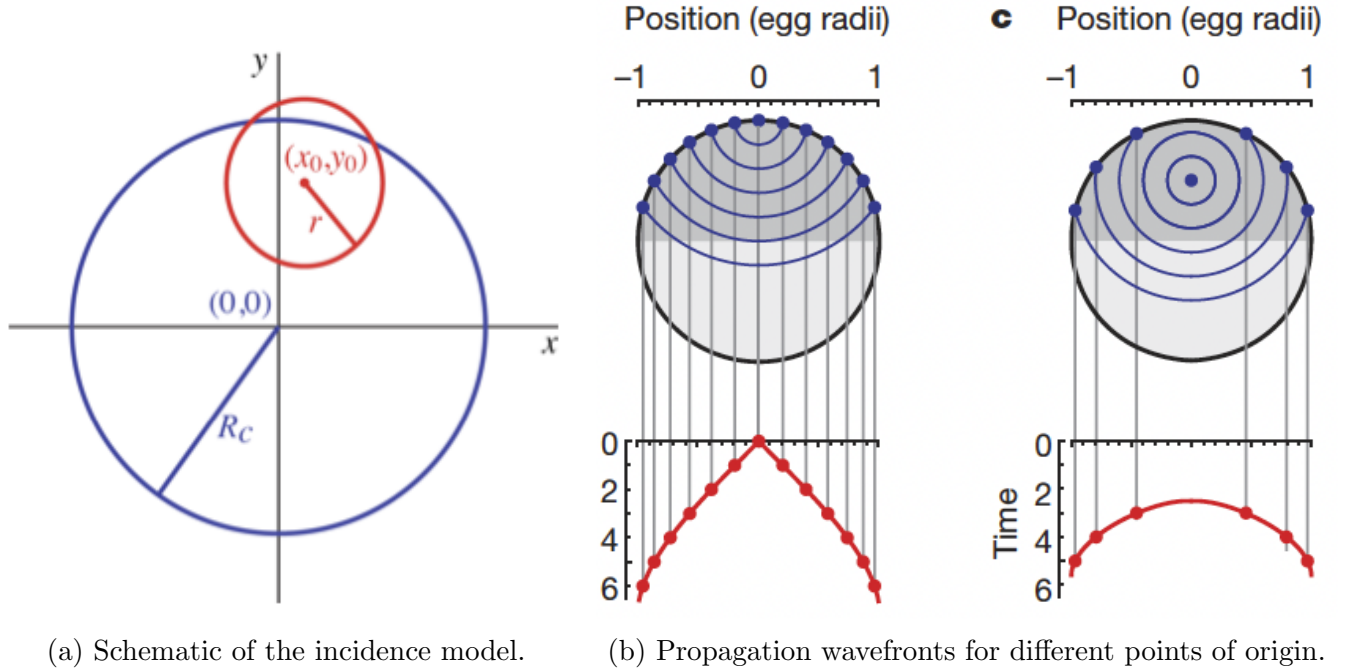 y
(x₀,y₀)
r
(0,0)
x
R_C
Position (egg radii)
−1 0 1
0
2
4
6
c Position (egg radii)
−1 0 1
Time
0
2
4
6
(a) Schematic of the incidence model.
(b) Propagation wavefronts for different points of origin.